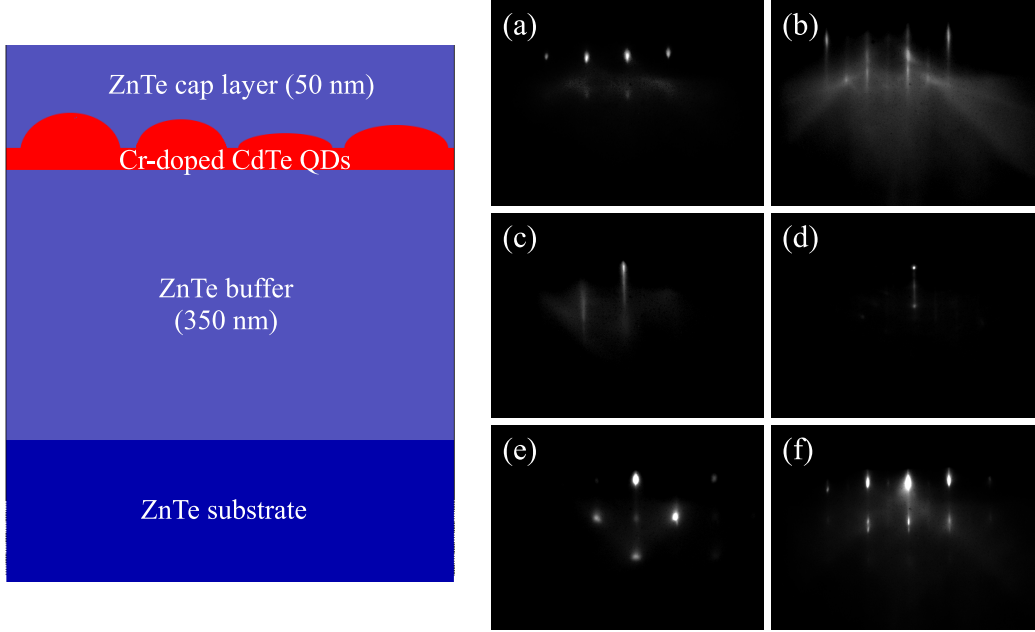 ZnTe cap layer (50 nm)
Cr-doped CdTe QDs
ZnTe buffer
(350 nm)
ZnTe substrate
(a)
(b)
(c)
(d)
(e)
(f)